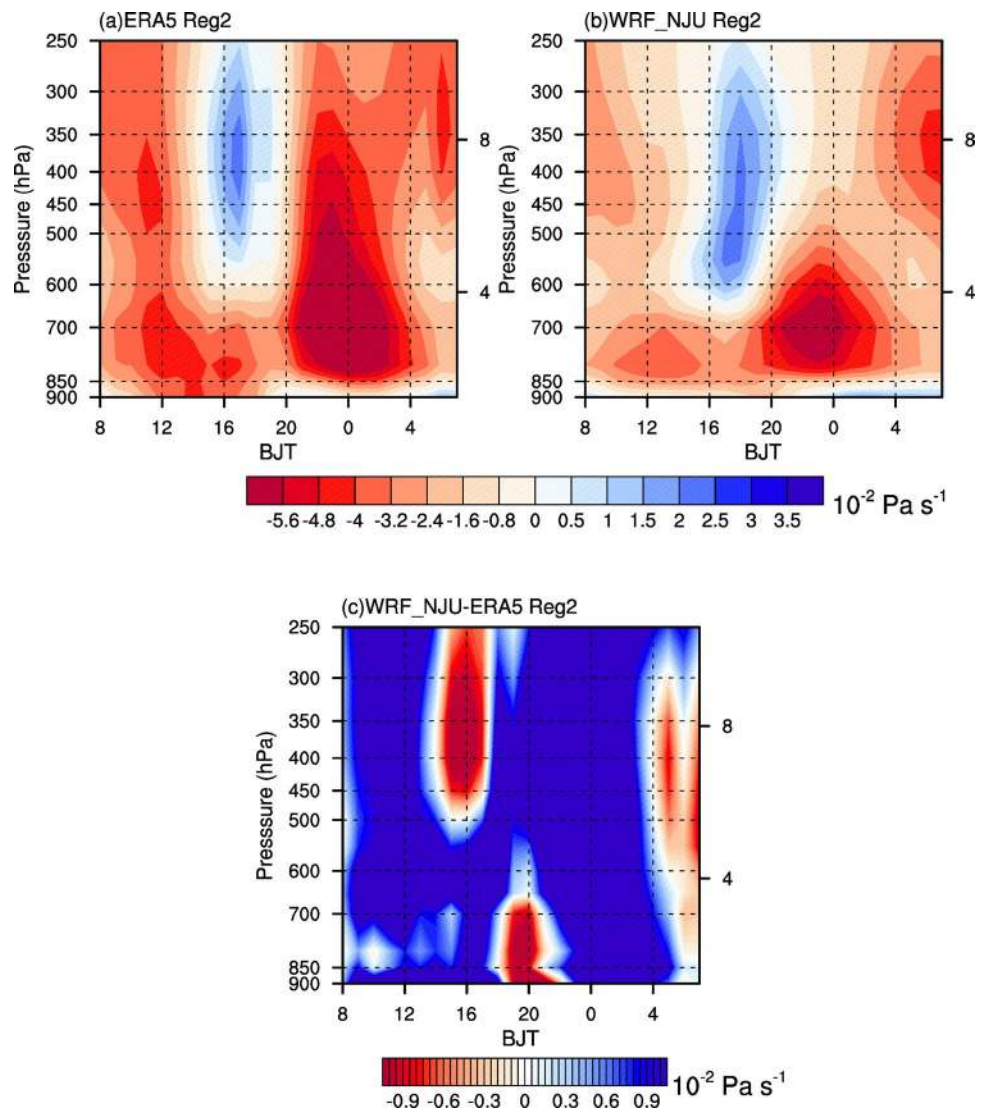 (a)ERA5 Reg2
(b)WRF_NJU Reg2
250
300
350
400
450
500
600
700
850
900
Presssure (hPa)
8
4
8 12 16 20 0 4
BJT
250
300
350
400
450
500
600
700
850
900
Presssure (hPa)
8
4
8 12 16 20 0 4
BJT
-5.6 -4.8 -4 -3.2 -2.4 -1.6 -0.8 0 0.5 1 1.5 2 2.5 3 3.5
10-2 Pa s-1
(c)WRF_NJU-ERA5 Reg2
250
300
350
400
450
500
600
700
850
900
Presssure (hPa)
8
4
8 12 16 20 0 4
BJT
-0.9 -0.6 -0.3 0 0.3 0.6 0.9
10-2 Pa s-1